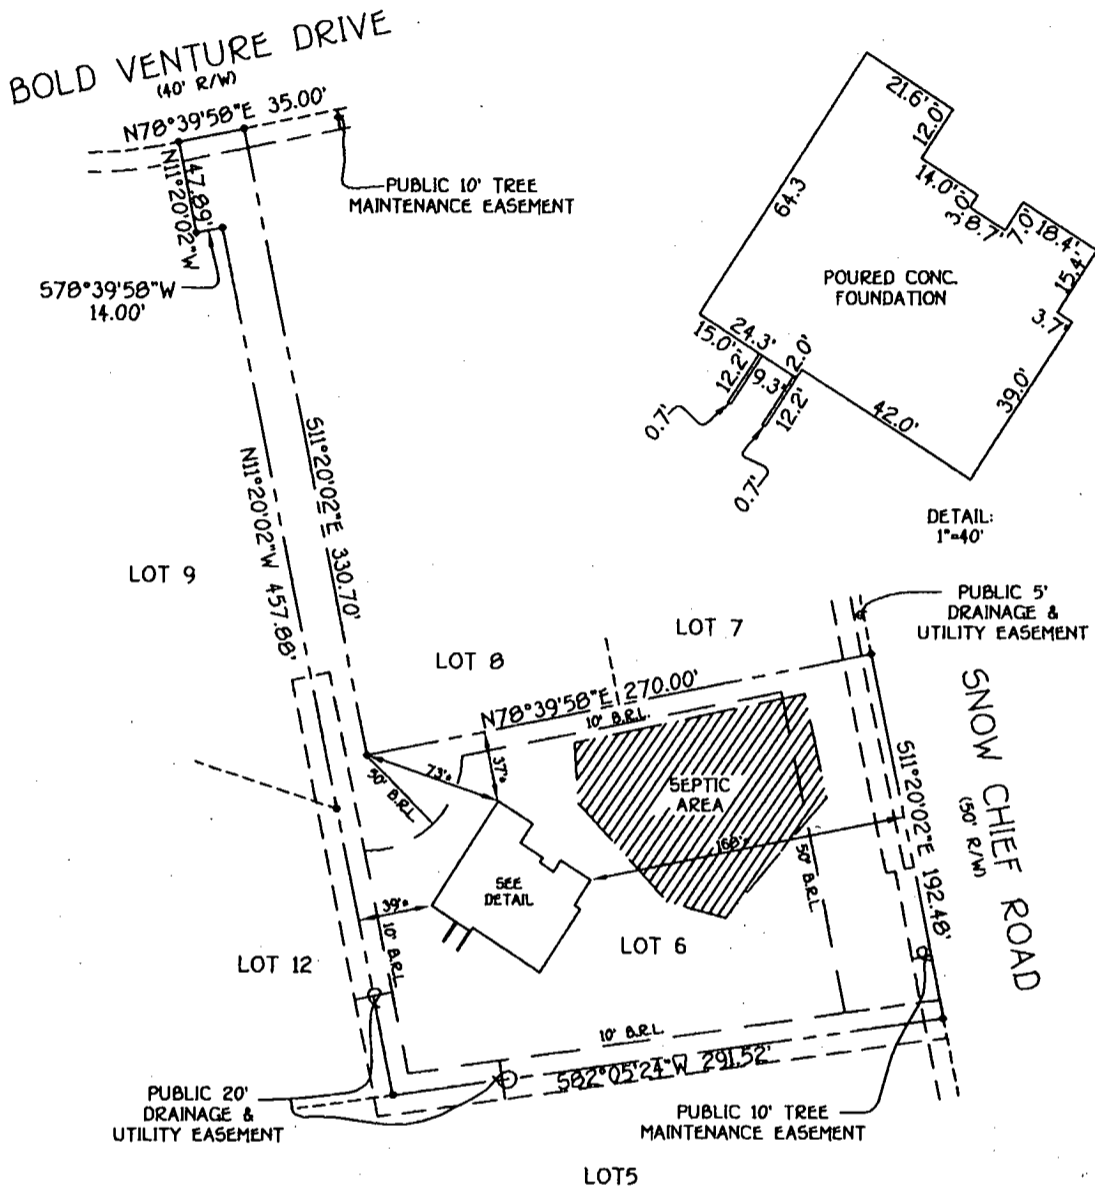 BOLD VENTURE DRIVE
(40' R/W)
N78°39'58"E 35.00'
N11°20'02"W
47.89'
PUBLIC 10' TREE
MAINTENANCE EASEMENT
S78°39'58"W
14.00'
21.6'
12.0'
14.0'
3.0'
8.7'
7.0'
18.4'
15.4'
3.7'
64.3
POURED CONC.
FOUNDATION
24.3'
15.0'
12.2'
9.3'
2.0'
12.2'
42.0'
39.0'
0.7'
0.7'
DETAIL:
1"=40'
S11°20'02"E 330.70'
N11°20'02"W 457.88'
LOT 9
PUBLIC 5'
DRAINAGE &
UTILITY EASEMENT
LOT 7
LOT 8
N78°39'58"E 270.00'
10' B.R.L.
SNOW CHIEF ROAD
(50' R/W)
S11°20'02"E 192.48'
73'±
37'±
50' B.R.L.
SEPTIC
AREA
168'±
50' B.R.L.
SEE
DETAIL
39'±
10' B.R.L.
LOT 6
LOT 12
10' B.R.L.
S82°05'24"W 291.52'
PUBLIC 20'
DRAINAGE &
UTILITY EASEMENT
PUBLIC 10' TREE
MAINTENANCE EASEMENT
LOT5